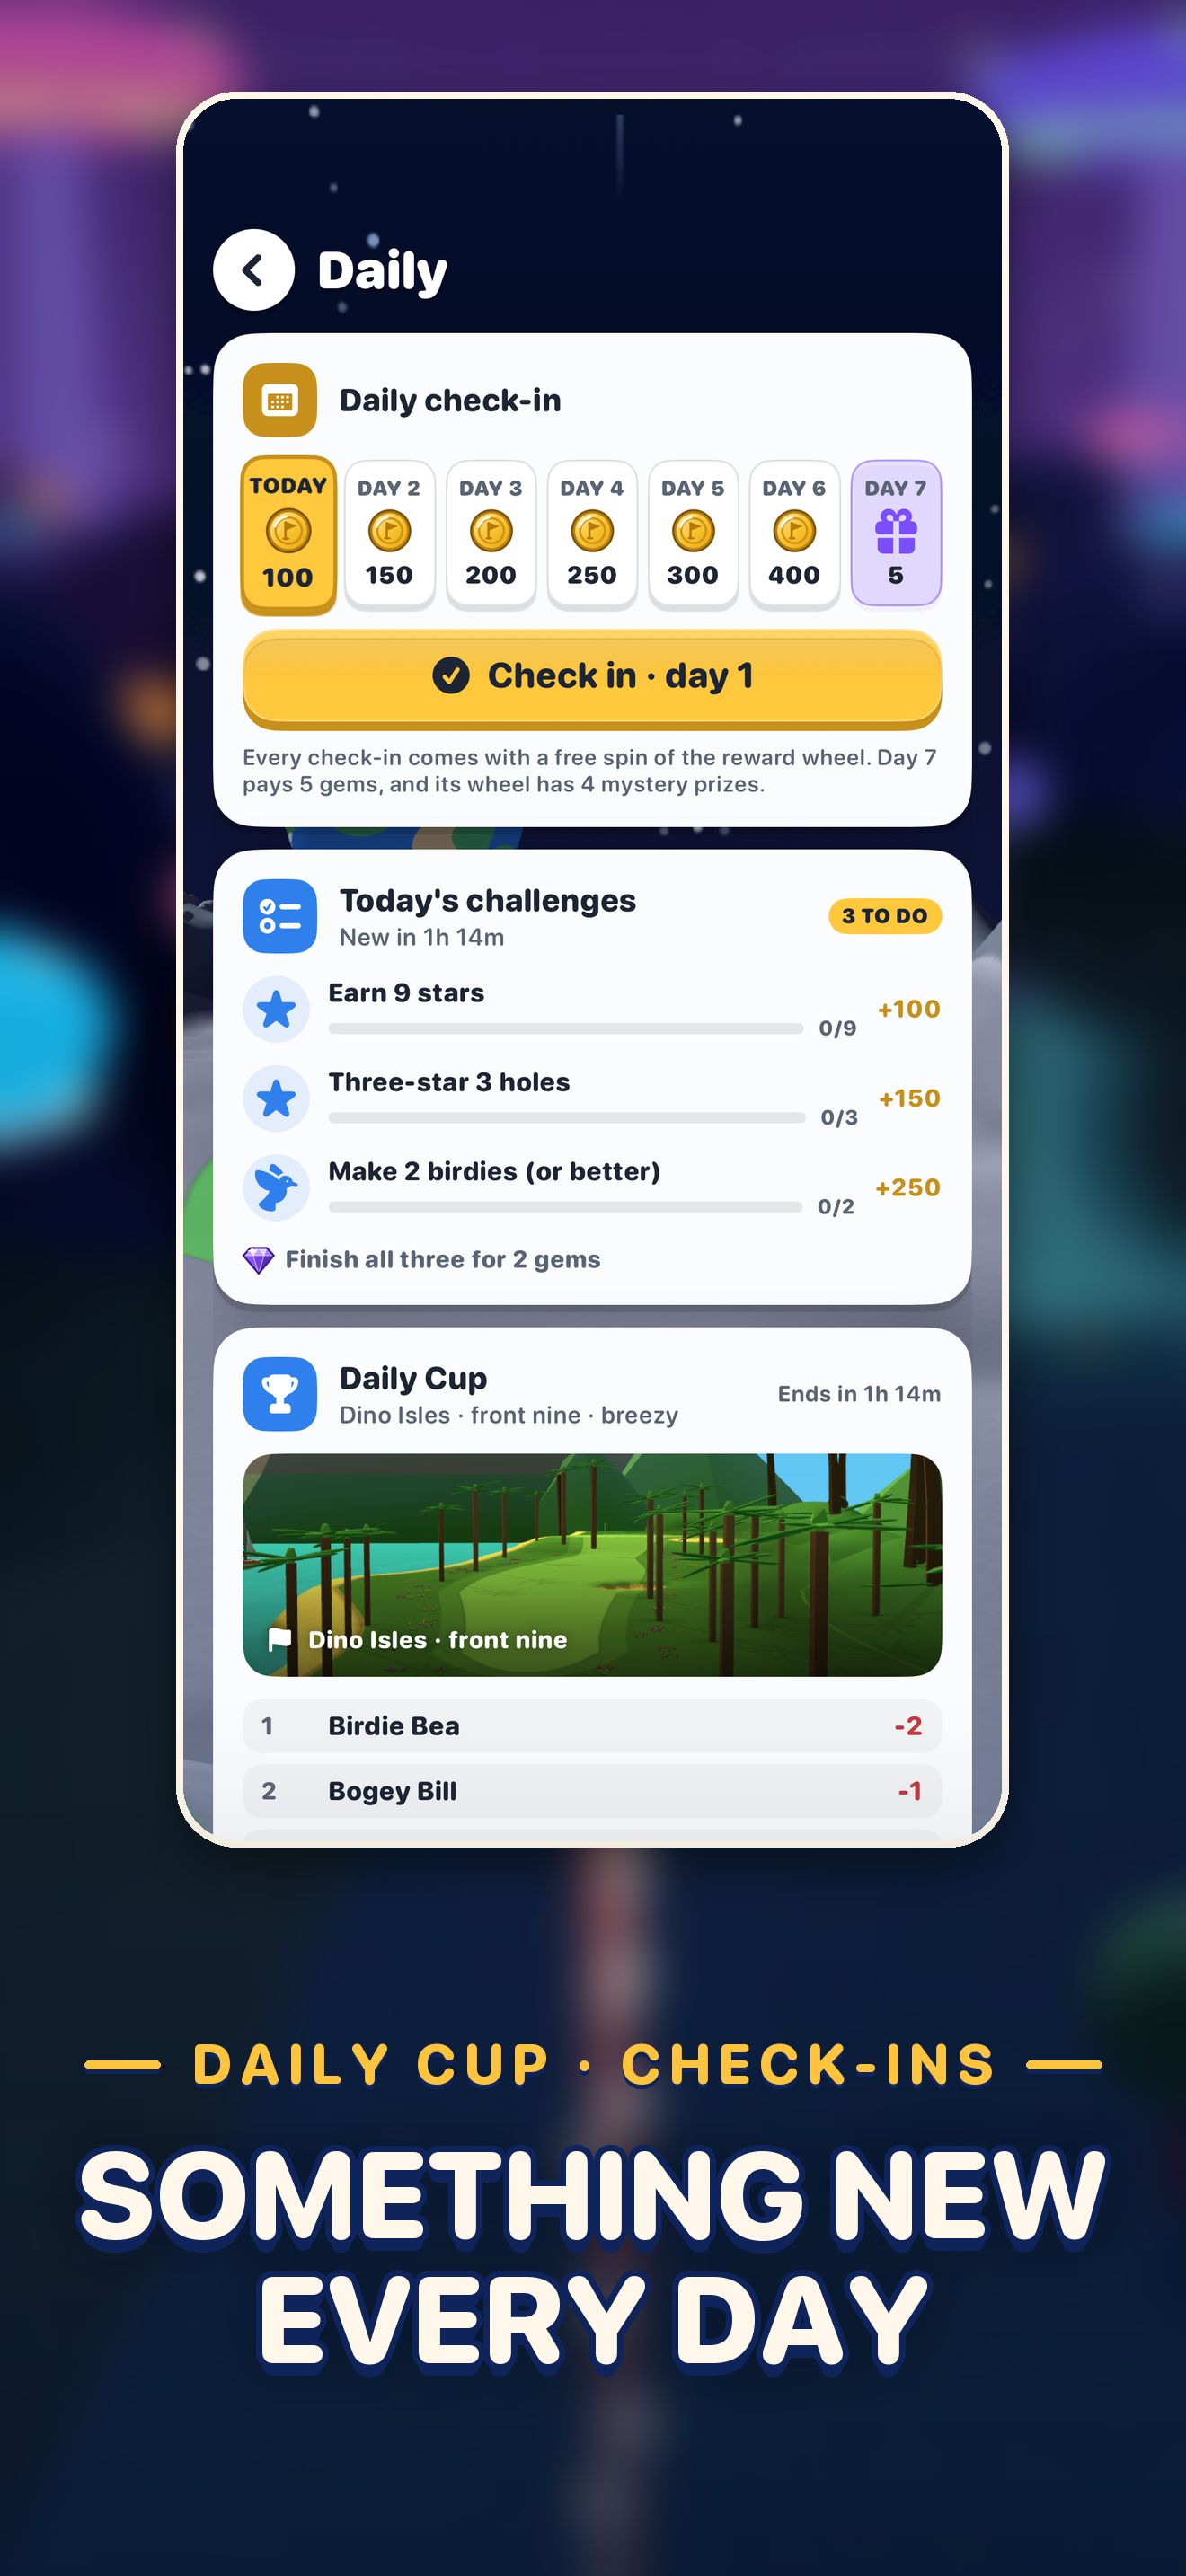 Daily
Daily check-in
TODAY DAY 2 DAY 3 DAY 4 DAY 5 DAY 6 DAY 7
100 150 200 250 300 400 5
Check in · day 1
Every check-in comes with a free spin of the reward wheel. Day 7
pays 5 gems, and its wheel has 4 mystery prizes.
Today's challenges
New in 1h 14m
3 TO DO
Earn 9 stars
0/9
+100
Three-star 3 holes
0/3
+150
Make 2 birdies (or better)
0/2
+250
Finish all three for 2 gems
Daily Cup
Dino Isles · front nine · breezy
Ends in 1h 14m
Dino Isles · front nine
1 Birdie Bea -2
2 Bogey Bill -1
DAILY CUP · CHECK-INS
SOMETHING NEW
EVERY DAY